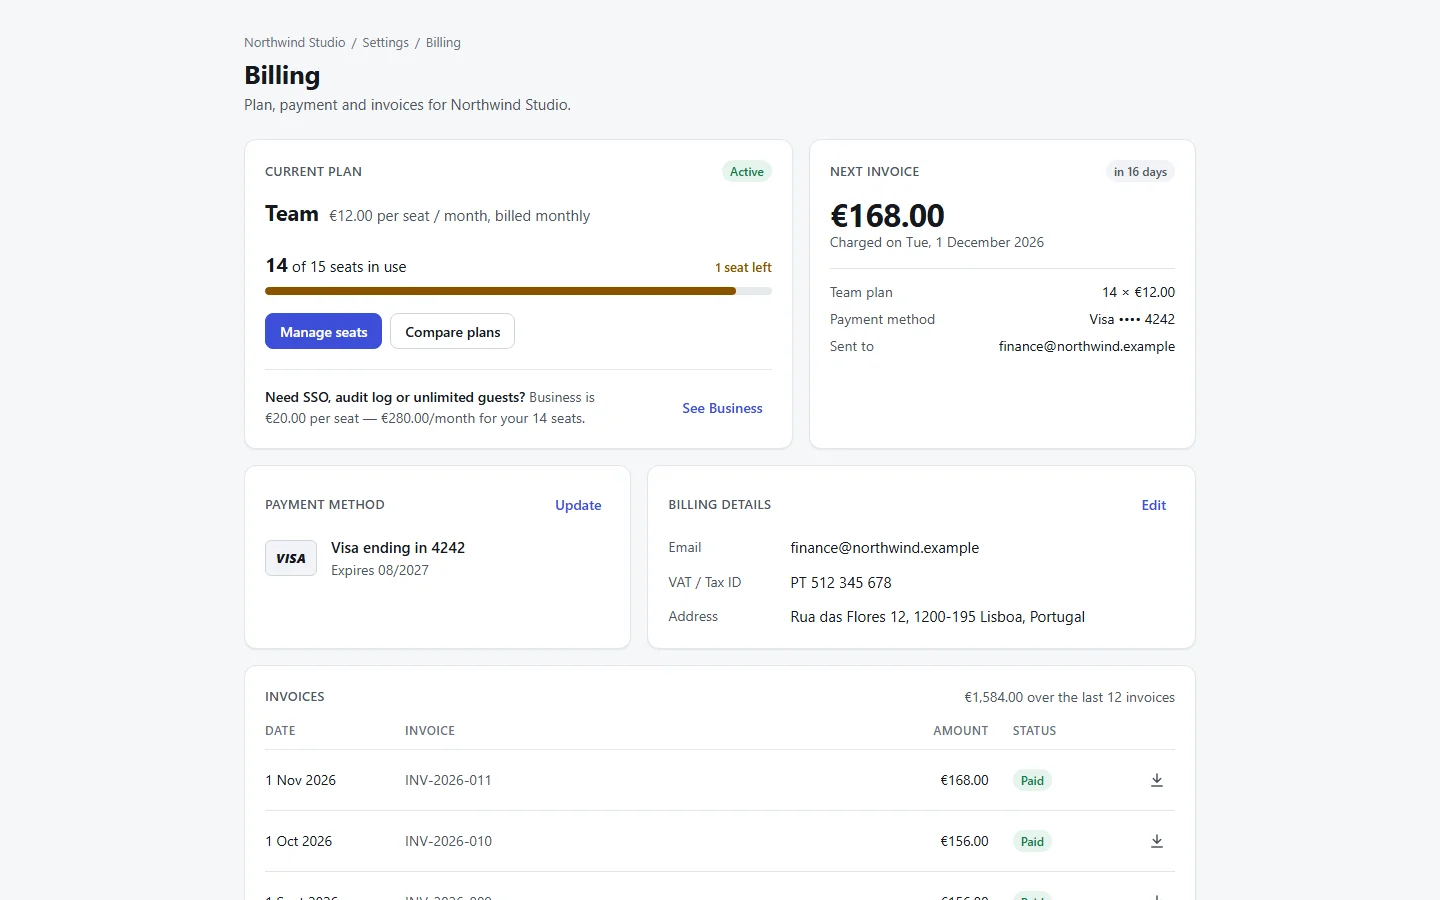 Northwind Studio / Settings / Billing
Billing
Plan, payment and invoices for Northwind Studio.
CURRENT PLAN
Active
Team €12.00 per seat / month, billed monthly
14 of 15 seats in use
1 seat left
Manage seats
Compare plans
Need SSO, audit log or unlimited guests? Business is
€20.00 per seat — €280.00/month for your 14 seats.
See Business
NEXT INVOICE
in 16 days
€168.00
Charged on Tue, 1 December 2026
Team plan 14 × €12.00
Payment method Visa •••• 4242
Sent to finance@northwind.example
PAYMENT METHOD
Update
VISA
Visa ending in 4242
Expires 08/2027
BILLING DETAILS
Edit
Email finance@northwind.example
VAT / Tax ID PT 512 345 678
Address Rua das Flores 12, 1200-195 Lisboa, Portugal
INVOICES
€1,584.00 over the last 12 invoices
DATE INVOICE AMOUNT STATUS
1 Nov 2026 INV-2026-011 €168.00 Paid
1 Oct 2026 INV-2026-010 €156.00 Paid